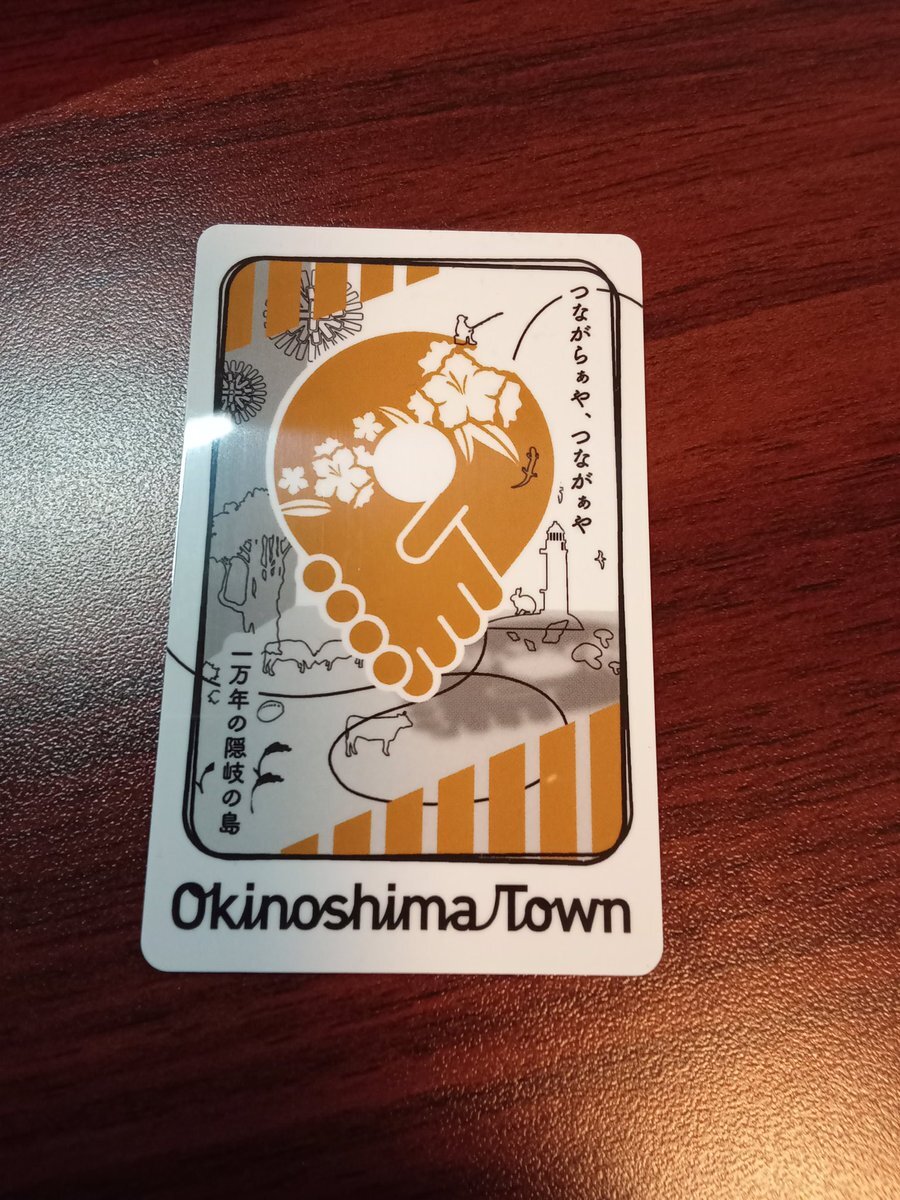 つながらぁや、つながぁや
一万年の隠岐の島
Okinoshima Town